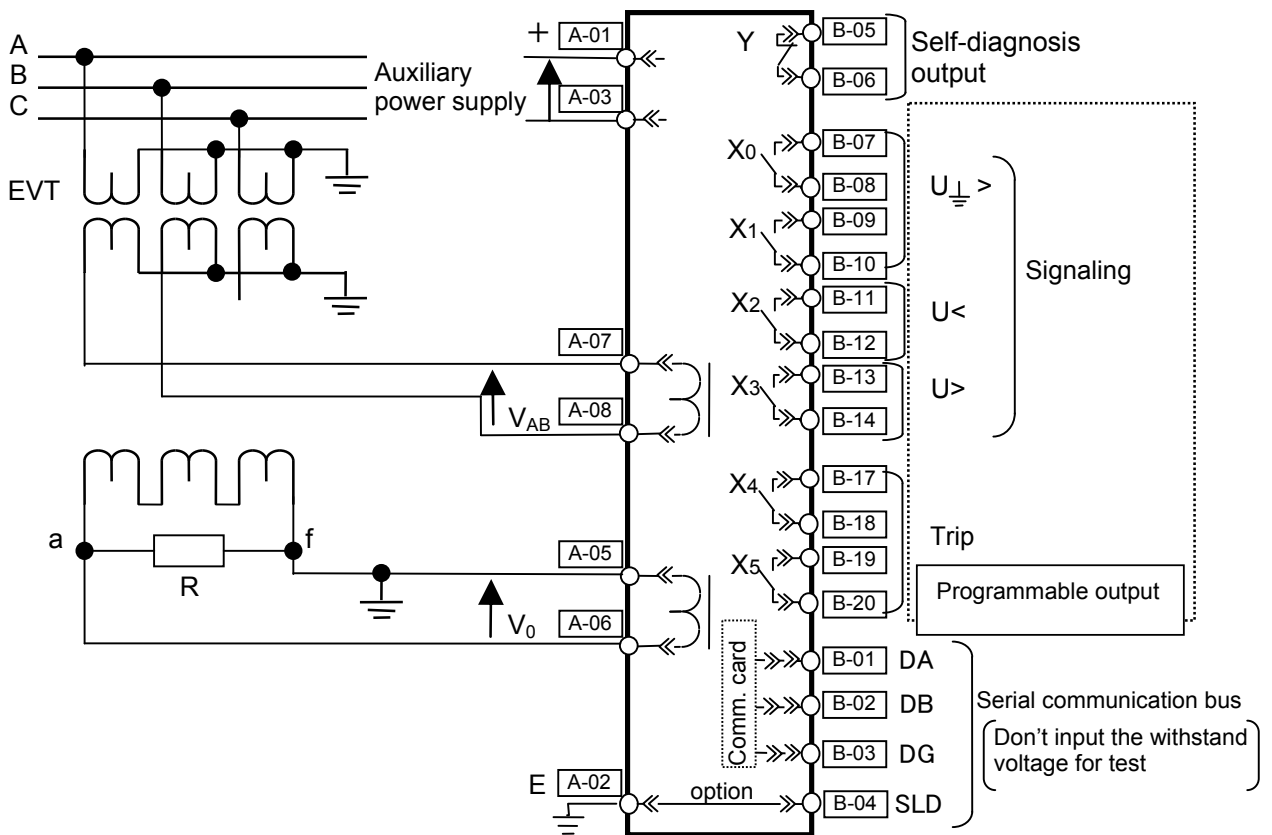 A
B
C
Auxiliary
power supply
+
A-01
A-03
EVT
A-07
A-08
VAB
a
f
R
A-05
A-06
V0
E
A-02
option
Y
B-05
B-06
Self-diagnosis
output
X0
B-07
B-08
X1
B-09
B-10
U >
X2
B-11
B-12
U<
X3
B-13
B-14
U>
Signaling
X4
B-17
B-18
X5
B-19
B-20
Trip
Programmable output
Comm. card
B-01 DA
B-02 DB
B-03 DG
B-04 SLD
Serial communication bus
Don't input the withstand
voltage for test